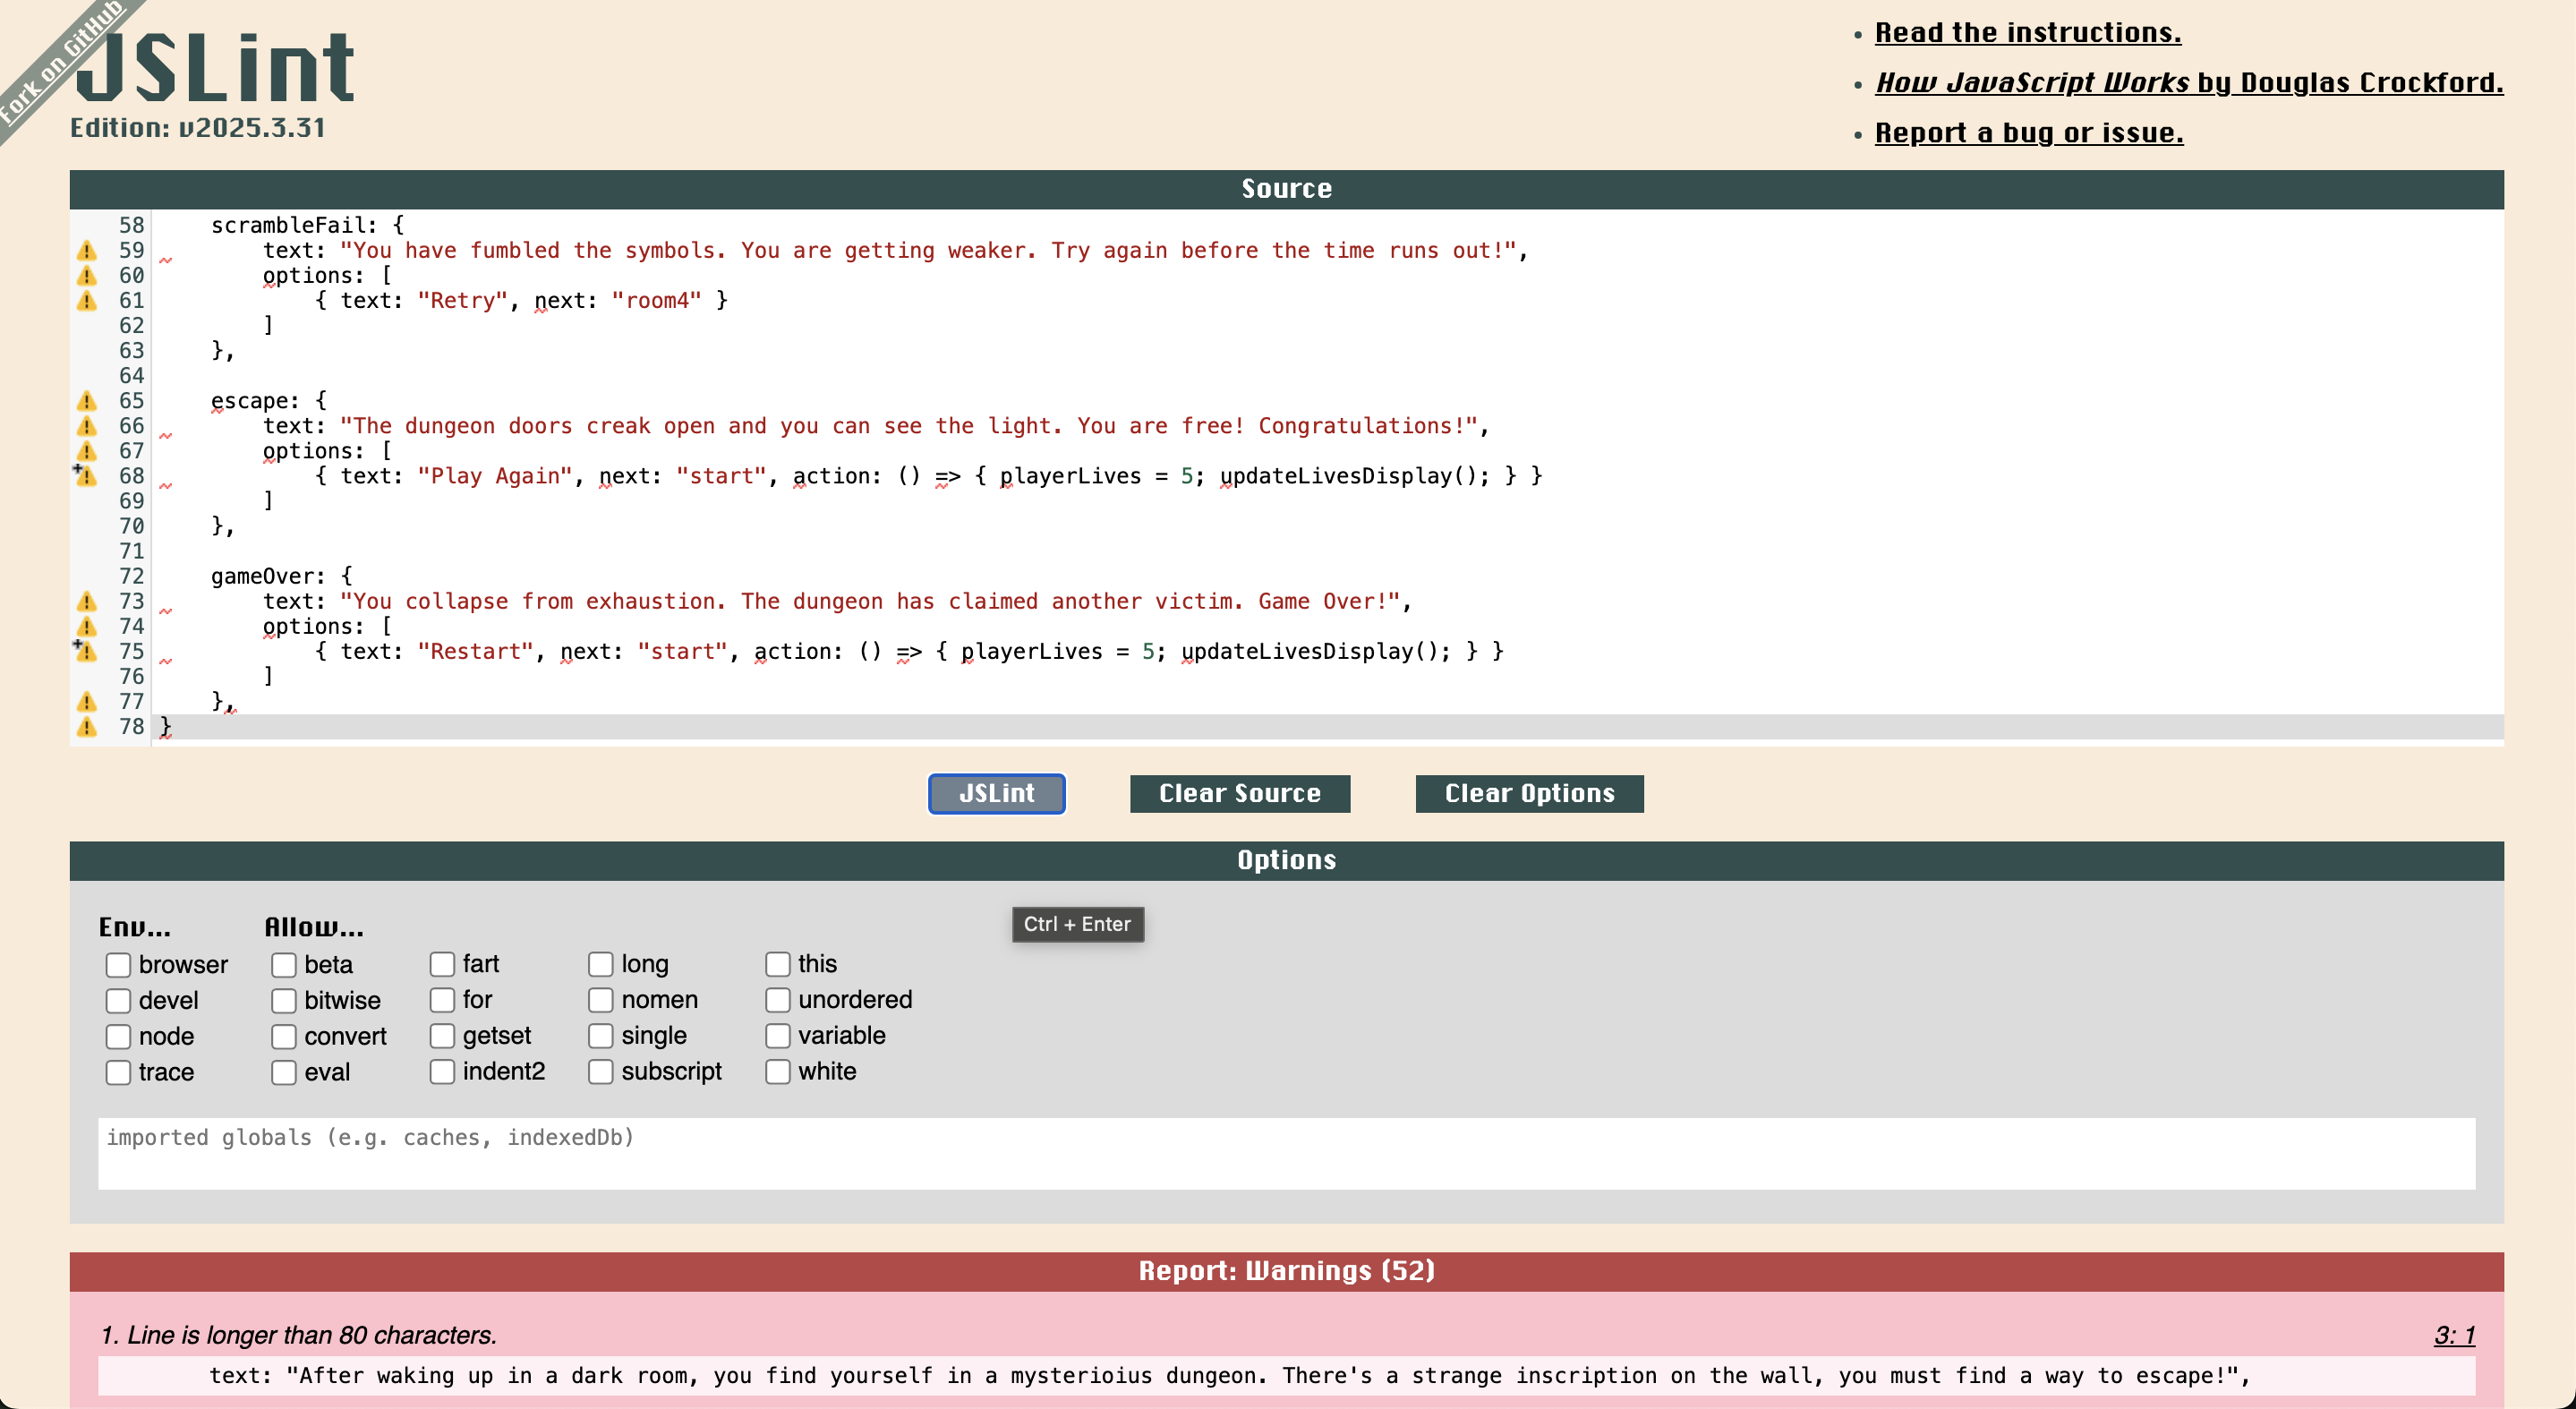 Fork on GitHub
JSLint
Edition: v2025.3.31
• Read the instructions.
• How JavaScript Works by Douglas Crockford.
• Report a bug or issue.
Source
58     scrambleFail: {
59         text: "You have fumbled the symbols. You are getting weaker. Try again before the time runs out!",
60         options: [
61             { text: "Retry", next: "room4" }
62         ]
63     },
64
65     escape: {
66         text: "The dungeon doors creak open and you can see the light. You are free! Congratulations!",
67         options: [
68             { text: "Play Again", next: "start", action: () => { playerLives = 5; updateLivesDisplay(); } }
69         ]
70     },
71
72     gameOver: {
73         text: "You collapse from exhaustion. The dungeon has claimed another victim. Game Over!",
74         options: [
75             { text: "Restart", next: "start", action: () => { playerLives = 5; updateLivesDisplay(); } }
76         ]
77     },
78 }
JSLint Clear Source Clear Options
Options
Env... Allow...
Ctrl + Enter
browser beta fart long this
devel bitwise for nomen unordered
node convert getset single variable
trace eval indent2 subscript white
imported globals (e.g. caches, indexedDb)
Report: Warnings (52)
1. Line is longer than 80 characters. 3: 1
text: "After waking up in a dark room, you find yourself in a mysterioius dungeon. There's a strange inscription on the wall, you must find a way to escape!",